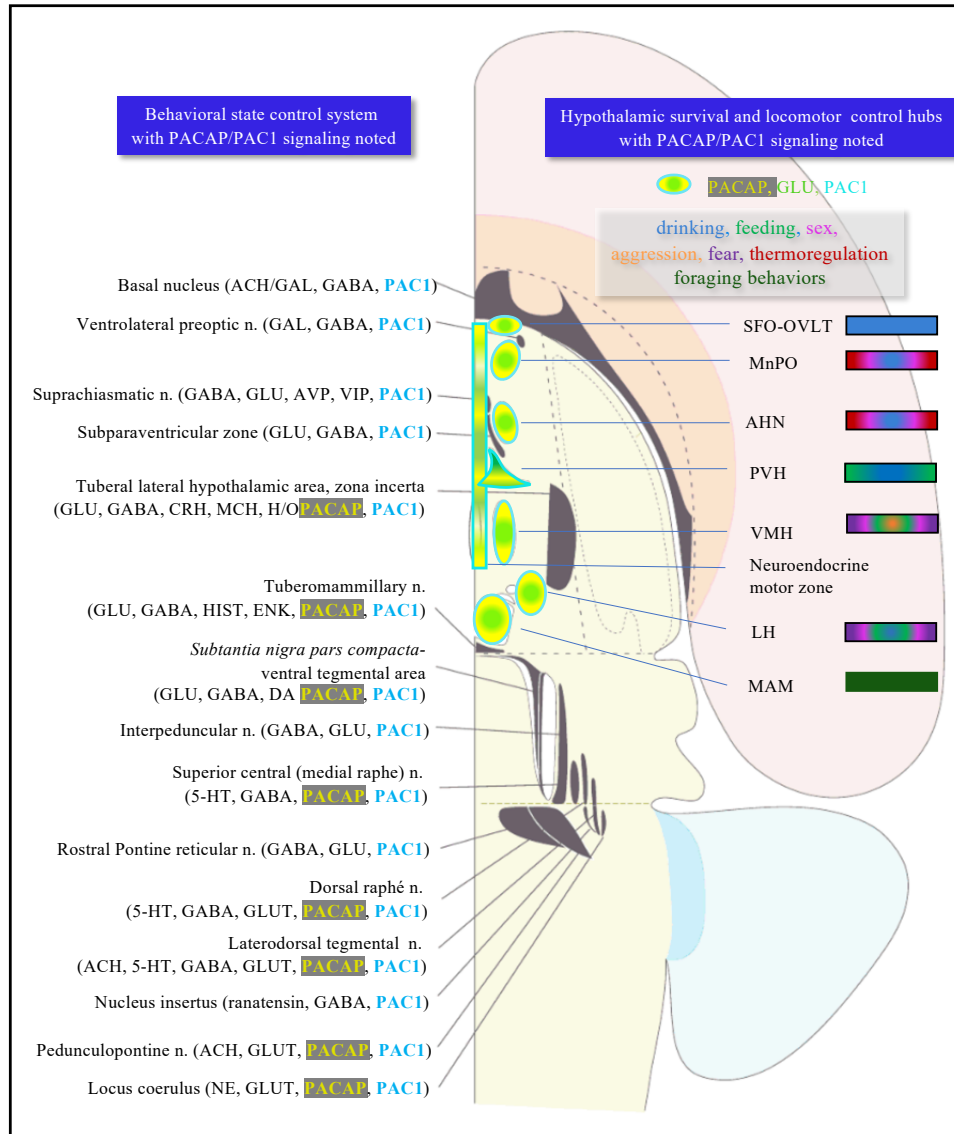 Behavioral state control system
with PACAP/PAC1 signaling noted
Hypothalamic survival and locomotor control hubs
with PACAP/PAC1 signaling noted
PACAP, GLU, PAC1
drinking, feeding, sex,
aggression, fear, thermoregulation
foraging behaviors
Basal nucleus (ACH/GAL, GABA, PAC1)
Ventrolateral preoptic n. (GAL, GABA, PAC1)
Suprachiasmatic n. (GABA, GLU, AVP, VIP, PAC1)
Subparaventricular zone (GLU, GABA, PAC1)
Tuberal lateral hypothalamic area, zona incerta
(GLU, GABA, CRH, MCH, H/OPACAP, PAC1)
Tuberomammillary n.
(GLU, GABA, HIST, ENK, PACAP, PAC1)
Subtantia nigra pars compacta-
ventral tegmental area
(GLU, GABA, DA PACAP, PAC1)
Interpeduncular n. (GABA, GLU, PAC1)
Superior central (medial raphe) n.
(5-HT, GABA, PACAP, PAC1)
Rostral Pontine reticular n. (GABA, GLU, PAC1)
Dorsal raphé n.
(5-HT, GABA, GLUT, PACAP, PAC1)
Laterodorsal tegmental n.
(ACH, 5-HT, GABA, GLUT, PACAP, PAC1)
Nucleus insertus (ranatensin, GABA, PAC1)
Pedunculopontine n. (ACH, GLUT, PACAP, PAC1)
Locus coerulus (NE, GLUT, PACAP, PAC1)
SFO-OVLT
MnPO
AHN
PVH
VMH
Neuroendocrine
motor zone
LH
MAM